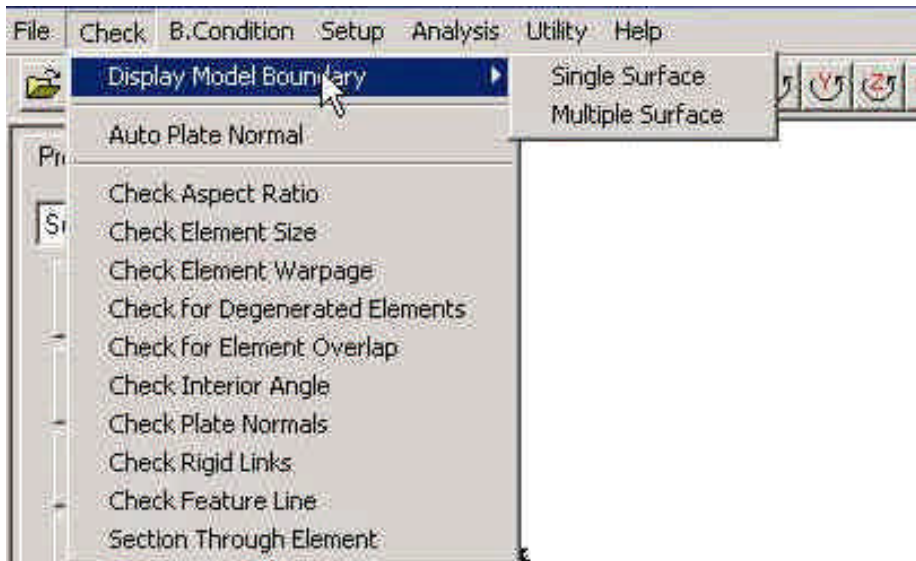 File Check B.Condition Setup Analysis Utility Help
Display Model Boundary
Single Surface
Multiple Surface
Y Z
Auto Plate Normal
Check Aspect Ratio
Check Element Size
Check Element Warpage
Check for Degenerated Elements
Check for Element Overlap
Check Interior Angle
Check Plate Normals
Check Rigid Links
Check Feature Line
Section Through Element